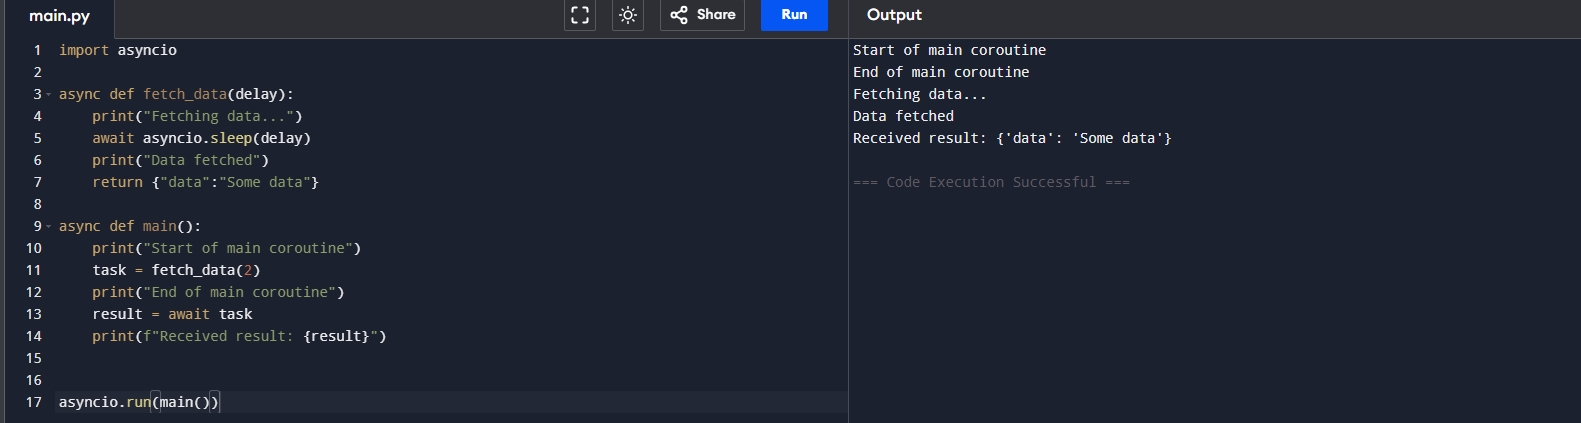 main.py Share Run Output
1 import asyncio
2
3 async def fetch_data(delay):
4     print("Fetching data...")
5     await asyncio.sleep(delay)
6     print("Data fetched")
7     return {"data":"Some data"}
8
9 async def main():
10     print("Start of main coroutine")
11     task = fetch_data(2)
12     print("End of main coroutine")
13     result = await task
14     print(f"Received result: {result}")
15
16
17 asyncio.run(main())
Start of main coroutine
End of main coroutine
Fetching data...
Data fetched
Received result: {'data': 'Some data'}
=== Code Execution Successful ===